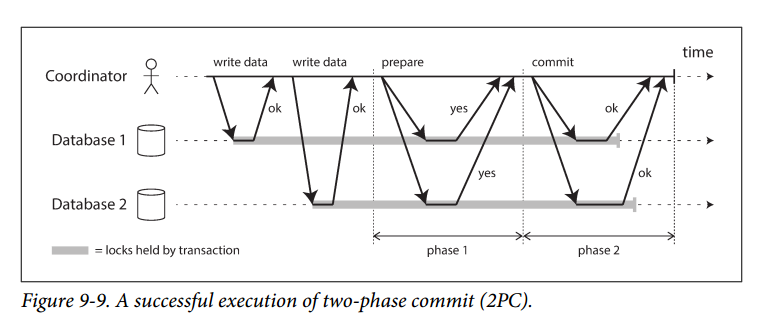 time
write data write data prepare commit
Coordinator
ok ok yes ok
Database 1
yes ok
Database 2
= locks held by transaction phase 1 phase 2
Figure 9-9. A successful execution of two-phase commit (2PC).